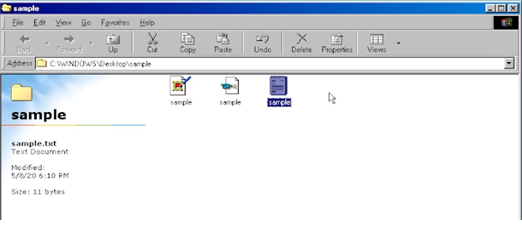 sample
File Edit View Go Favorites Help
Back Forward Up Cut Copy Paste Undo Delete Properties Views
Address C:\WINDOWS\Desktop\sample
sample
sample.txt
Text Document
Modified:
5/8/20 6:10 PM
Size: 11 bytes
sample sample sample